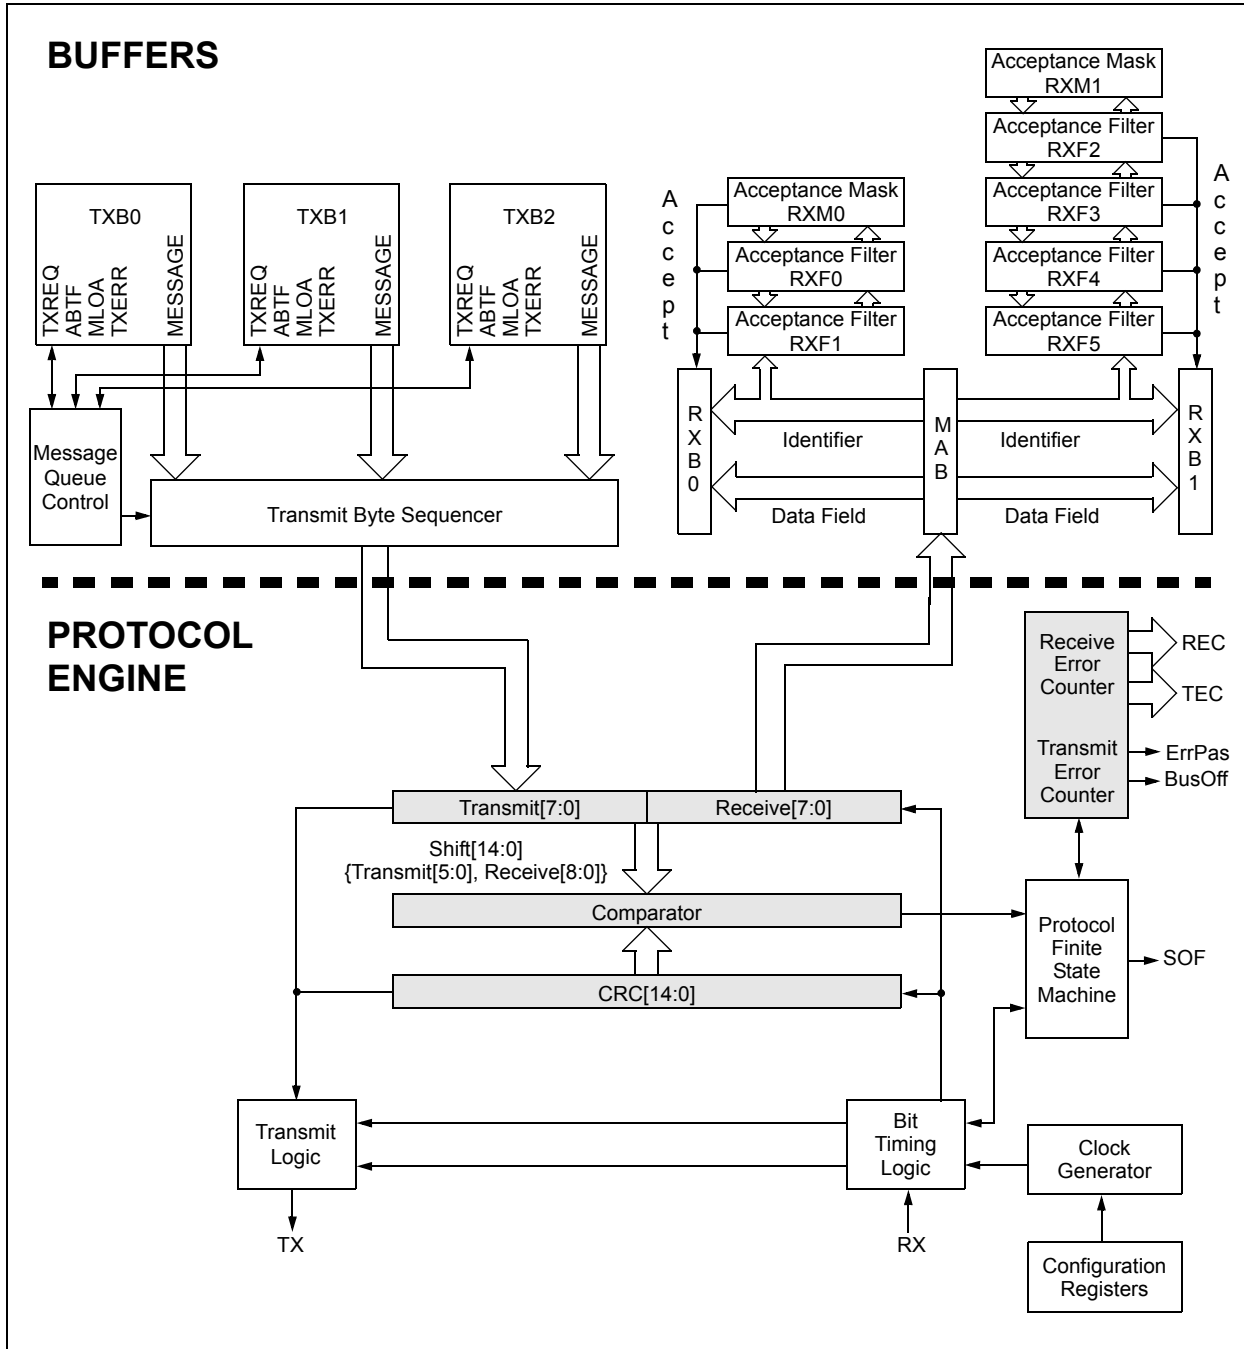 BUFFERS
Acceptance Mask
RXM1
Acceptance Filter
RXF2
Acceptance Filter
RXF3
Acceptance Filter
RXF4
Acceptance Filter
RXF5
Accept
Acceptance Mask
RXM0
Acceptance Filter
RXF0
Acceptance Filter
RXF1
Accept
TXB0
TXREQ
ABTF
MLOA
TXERR
MESSAGE
TXB1
TXREQ
ABTF
MLOA
TXERR
MESSAGE
TXB2
TXREQ
ABTF
MLOA
TXERR
MESSAGE
Message
Queue
Control
Transmit Byte Sequencer
RXB0
Identifier
Data Field
MAB
Identifier
Data Field
RXB1
PROTOCOL
ENGINE
Receive
Error
Counter
Transmit
Error
Counter
REC
TEC
ErrPas
BusOff
Transmit[7:0]
Receive[7:0]
Shift[14:0]
{Transmit[5:0], Receive[8:0]}
Comparator
CRC[14:0]
Protocol
Finite
State
Machine
SOF
Transmit
Logic
Bit
Timing
Logic
Clock
Generator
TX
RX
Configuration
Registers